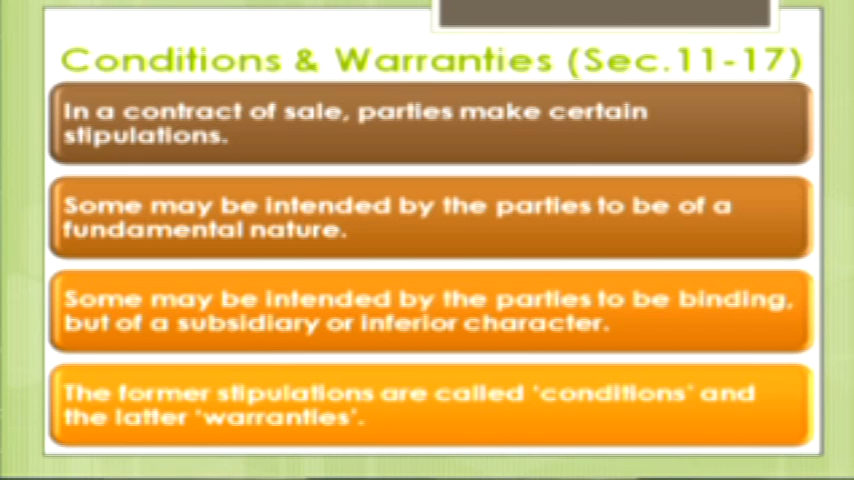 Conditions & Warranties (Sec.11-17)
In a contract of sale, parties make certain
stipulations.
Some may be intended by the parties to be of a
fundamental nature.
Some may be intended by the parties to be binding,
but of a subsidiary or inferior character.
The former stipulations are called ‘conditions’ and
the latter ‘warranties’.